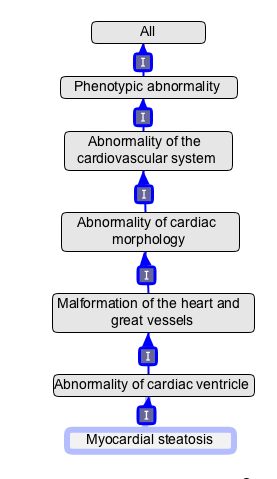 All
I
Phenotypic abnormality
I
Abnormality of the
cardiovascular system
I
Abnormality of cardiac
morphology
I
Malformation of the heart and
great vessels
I
Abnormality of cardiac ventricle
I
Myocardial steatosis